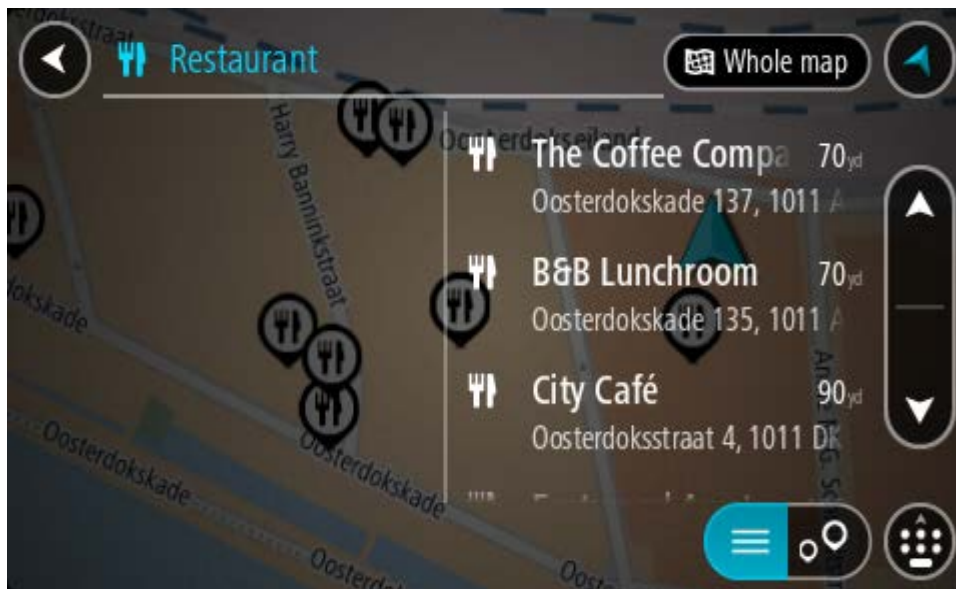 Restaurant
Whole map
The Coffee Compa 70yd
Oosterdokskade 137, 1011 A
B&B Lunchroom 70yd
Oosterdokskade 135, 1011 A
City Café 90yd
Oosterdoksstraat 4, 1011 DK
Oosterdokseiland
Harry Banninkstraat
Oosterdokskade
Oosterdokskade